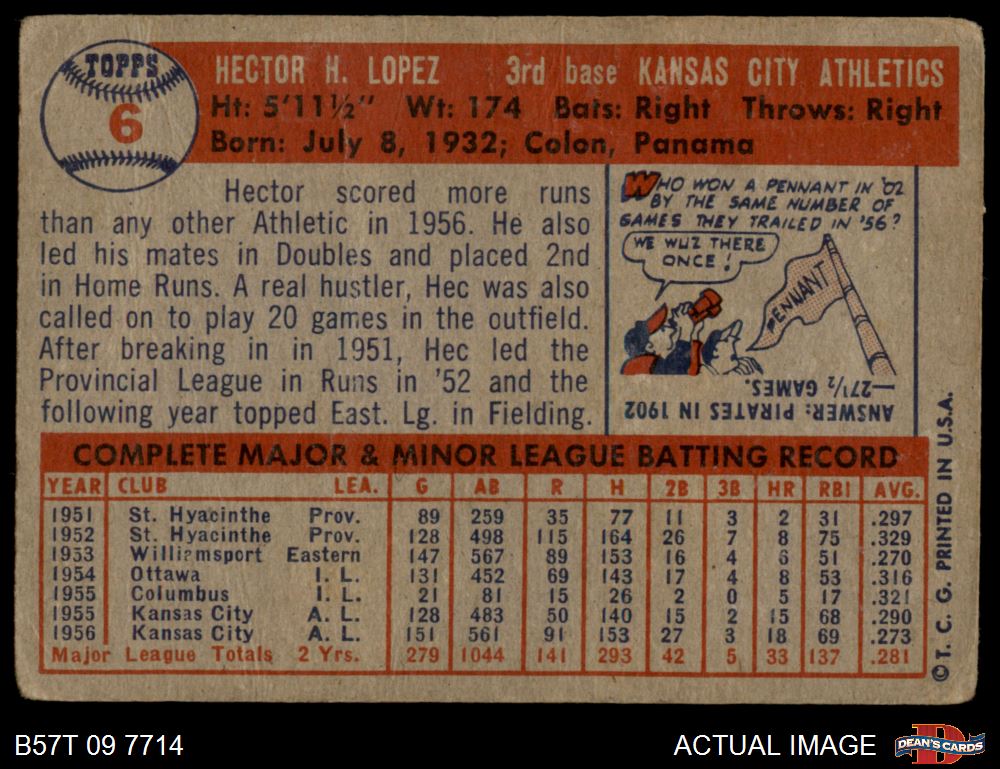 TOPPS
6
HECTOR H. LOPEZ 3rd base KANSAS CITY ATHLETICS
Ht: 5'11½" Wt: 174 Bats: Right Throws: Right
Born: July 8, 1932; Colon, Panama
Hector scored more runs
than any other Athletic in 1956. He also
led his mates in Doubles and placed 2nd
in Home Runs. A real hustler, Hec was also
called on to play 20 games in the outfield.
After breaking in in 1951, Hec led the
Provincial League in Runs in '52 and the
following year topped East. Lg. in Fielding.
WHO WON A PENNANT IN '02
BY THE SAME NUMBER OF
GAMES THEY TRAILED IN '56?
WE WUZ THERE
ONCE!
PENNANT
ANSWER: PIRATES IN 1902
—27½ GAMES.
COMPLETE MAJOR & MINOR LEAGUE BATTING RECORD
YEAR CLUB LEA. G AB R H 2B 3B HR RBI AVG.
1951 St. Hyacinthe Prov. 89 259 35 77 11 3 2 31 .297
1952 St. Hyacinthe Prov. 128 498 115 164 26 7 8 75 .329
1953 Williamsport Eastern 147 567 89 153 16 4 6 51 .270
1954 Ottawa I. L. 131 452 69 143 17 4 8 53 .316
1955 Columbus I. L. 21 81 15 26 2 0 5 17 .321
1955 Kansas City A. L. 128 483 50 140 15 2 15 68 .290
1956 Kansas City A. L. 151 561 91 153 27 3 18 69 .273
Major League Totals 2 Yrs. 279 1044 141 293 42 5 33 137 .281
©T. C. G. PRINTED IN U.S.A.
B57T 09 7714
ACTUAL IMAGE
DEAN'S CARDS